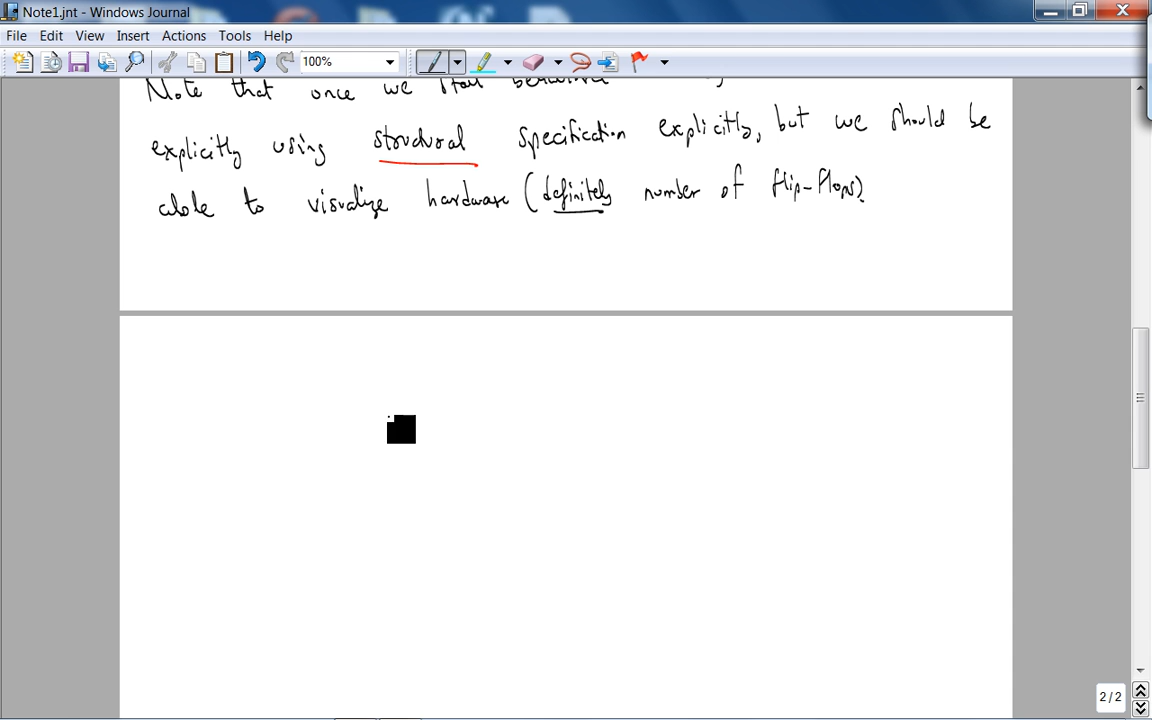 Note1.jnt - Windows Journal
File Edit View Insert Actions Tools Help
100%
Note that once we
explicitly using structural specification explicitly, but we should be
able to visualize hardware (definitely number of flip-flops)
2/2